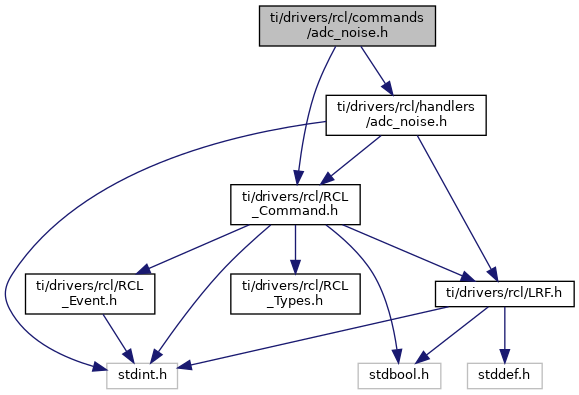 ti/drivers/rcl/commands
/adc_noise.h
ti/drivers/rcl/handlers
/adc_noise.h
ti/drivers/rcl/RCL
_Command.h
ti/drivers/rcl/RCL
_Event.h
ti/drivers/rcl/RCL
_Types.h
ti/drivers/rcl/LRF.h
stdint.h
stdbool.h
stddef.h